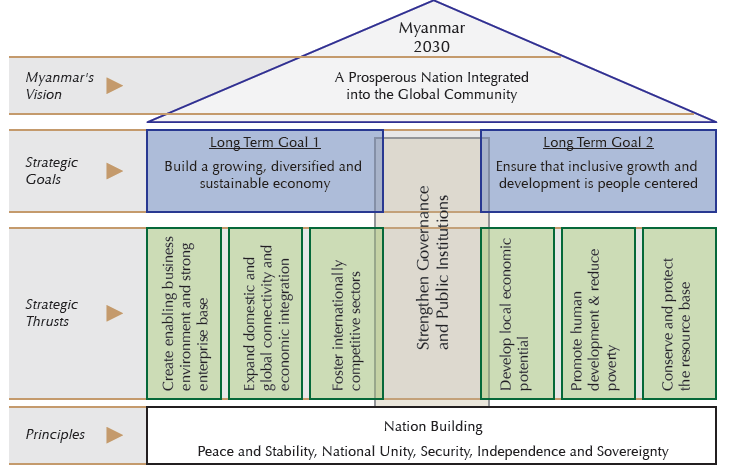 Myanmar
2030
Myanmar's
Vision
A Prosperous Nation Integrated
into the Global Community
Strategic
Goals
Long Term Goal 1
Build a growing, diversified and
sustainable economy
Long Term Goal 2
Ensure that inclusive growth and
development is people centered
Strategic
Thrusts
Create enabling business
environment and strong
enterprise base
Expand domestic and
global connectivity and
economic integration
Foster internationally
competitive sectors
Strengthen Governance
and Public Institutions
Develop local economic
potential
Promote human
development & reduce
poverty
Conserve and protect
the resource base
Principles
Nation Building
Peace and Stability, National Unity, Security, Independence and Sovereignty